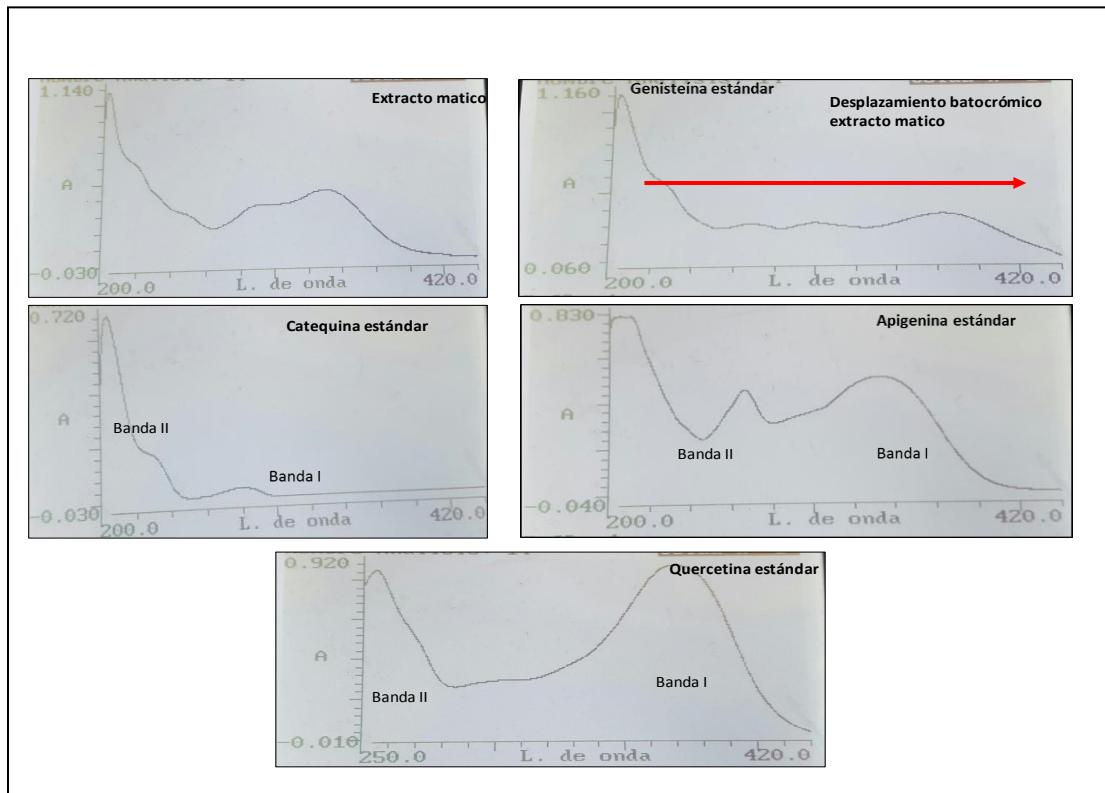 1.140
Extracto matico
A
-0.030
200.0
L. de onda
420.0
Genisteína estándar
1.160
Desplazamiento batocrómico
extracto matico
A
0.060
200.0
L. de onda
420.0
0.720
Catequina estándar
A
Banda II
Banda I
-0.030
200.0
L. de onda
420.0
0.830
Apigenina estándar
A
Banda II
Banda I
-0.040
200.0
L. de onda
420.0
0.920
Quercetina estándar
A
Banda II
Banda I
-0.010
250.0
L. de onda
420.0